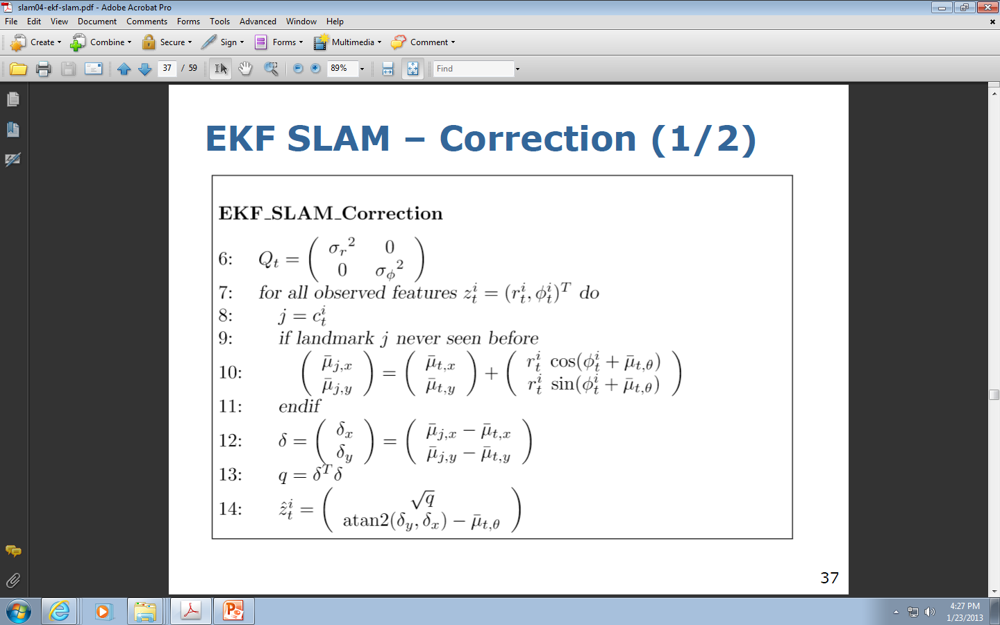 slam04-ekf-slam.pdf - Adobe Acrobat Pro
File Edit View Document Comments Forms Tools Advanced Window Help
Create Combine Secure Sign Forms Multimedia Comment
37 / 59 89% Find
EKF SLAM – Correction (1/2)
EKF_SLAM_Correction
6: Q_t = ( σ_r² 0 ; 0 σ_ϕ² )
7: for all observed features z_t^i = (r_t^i, ϕ_t^i)^T do
8: j = c_t^i
9: if landmark j never seen before
10: ( μ̄_{j,x} ; μ̄_{j,y} ) = ( μ̄_{t,x} ; μ̄_{t,y} ) + ( r_t^i cos(ϕ_t^i + μ̄_{t,θ}) ; r_t^i sin(ϕ_t^i + μ̄_{t,θ}) )
11: endif
12: δ = ( δ_x ; δ_y ) = ( μ̄_{j,x} − μ̄_{t,x} ; μ̄_{j,y} − μ̄_{t,y} )
13: q = δ^T δ
14: ẑ_t^i = ( √q ; atan2(δ_y, δ_x) − μ̄_{t,θ} )
37
4:27 PM
1/23/2013